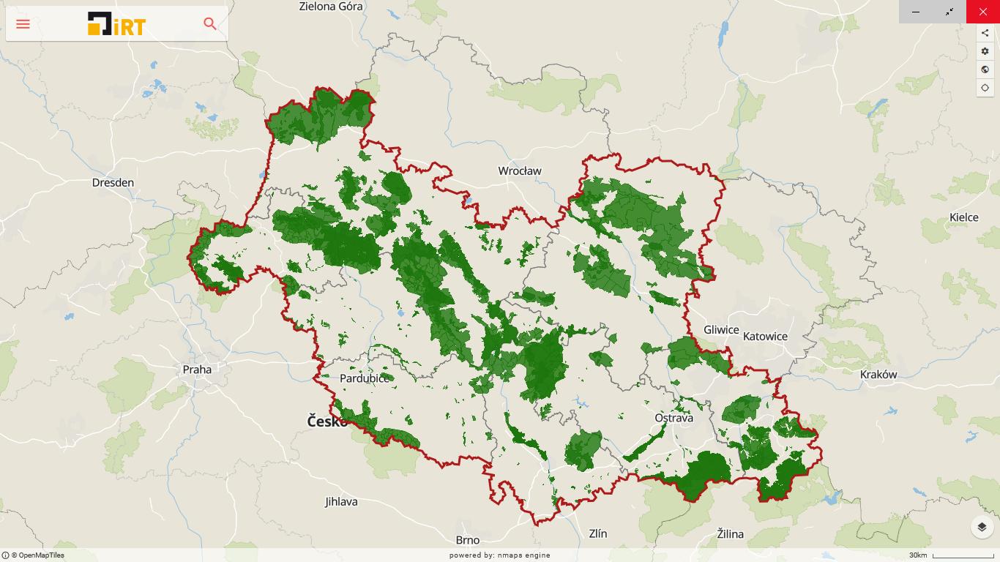 Zielona Góra
iRT
Wrocław
Dresden
Kielce
Gliwice
Katowice
Praha
Pardubice
Kraków
Česko
Ostrava
Jihlava
Brno
Zlín
Žilina
© OpenMapTiles
powered by: nmaps engine
30km